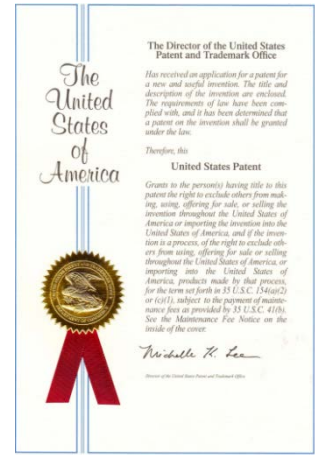 The
United
States
of
America
The Director of the United States
Patent and Trademark Office
Has received an application for a patent for
a new and useful invention. The title and
description of the invention are enclosed.
The requirements of law have been com-
plied with, and it has been determined that
a patent on the invention shall be granted
under the law.
Therefore, this
United States Patent
Grants to the person(s) having title to this
patent the right to exclude others from mak-
ing, using, offering for sale, or selling the
invention throughout the United States of
America or importing the invention into the
United States of America, and if the inven-
tion is a process, of the right to exclude oth-
ers from using, offering for sale or selling
throughout the United States of America, or
importing into the United States of
America, products made by that process,
for the term set forth in 35 U.S.C. 154(a)(2)
or (c)(1), subject to the payment of mainte-
nance fees as provided by 35 U.S.C. 41(b).
See the Maintenance Fee Notice on the
inside of the cover.
Michelle K. Lee
Director of the United States Patent and Trademark Office